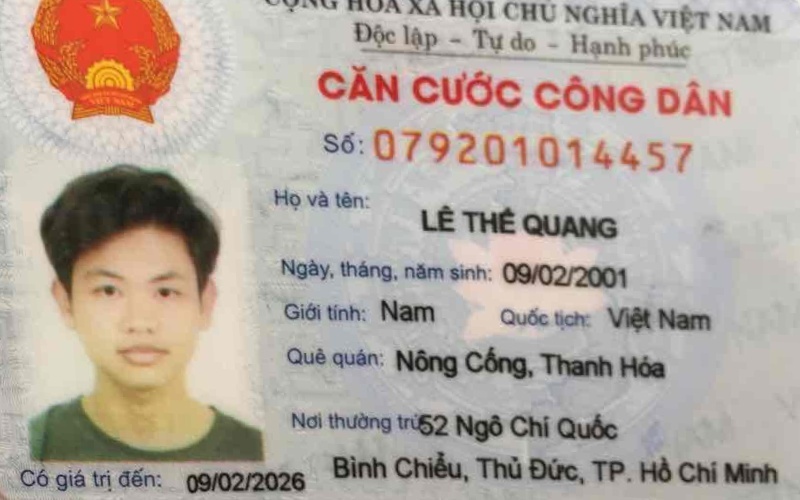 CỘNG HÒA XÃ HỘI CHỦ NGHĨA VIỆT NAM
Độc lập – Tự do – Hạnh phúc
CĂN CƯỚC CÔNG DÂN
Số: 079201014457
Họ và tên:
LÊ THẾ QUANG
Ngày, tháng, năm sinh: 09/02/2001
Giới tính: Nam Quốc tịch: Việt Nam
Quê quán: Nông Cống, Thanh Hóa
Nơi thường trú: 52 Ngô Chí Quốc
Bình Chiểu, Thủ Đức, TP. Hồ Chí Minh
Có giá trị đến: 09/02/2026